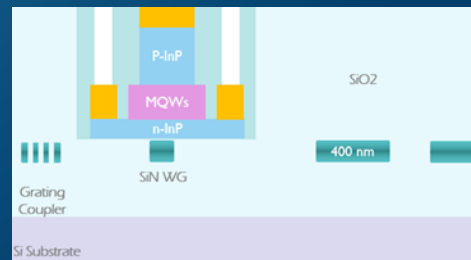 P-InP
SiO2
MQWs
n-InP
400 nm
SiN WG
Grating
Coupler
Si Substrate